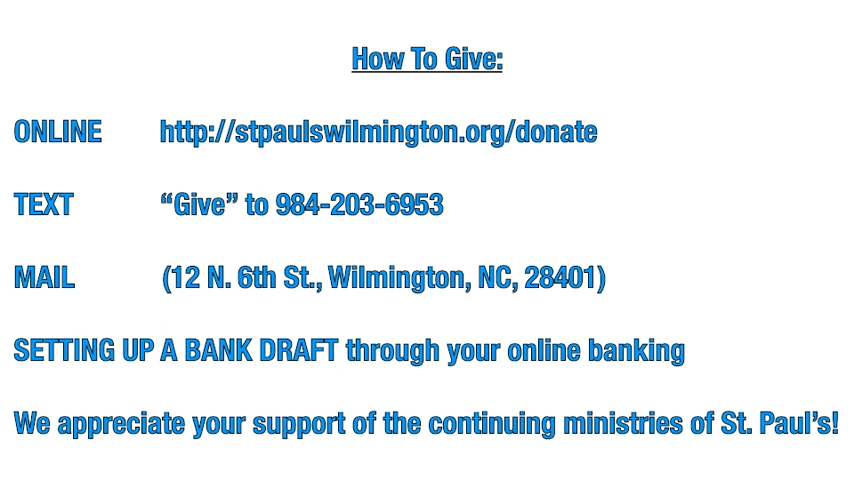 How To Give:
ONLINE http://stpaulswilmington.org/donate
TEXT “Give” to 984-203-6953
MAIL (12 N. 6th St., Wilmington, NC, 28401)
SETTING UP A BANK DRAFT through your online banking
We appreciate your support of the continuing ministries of St. Paul’s!